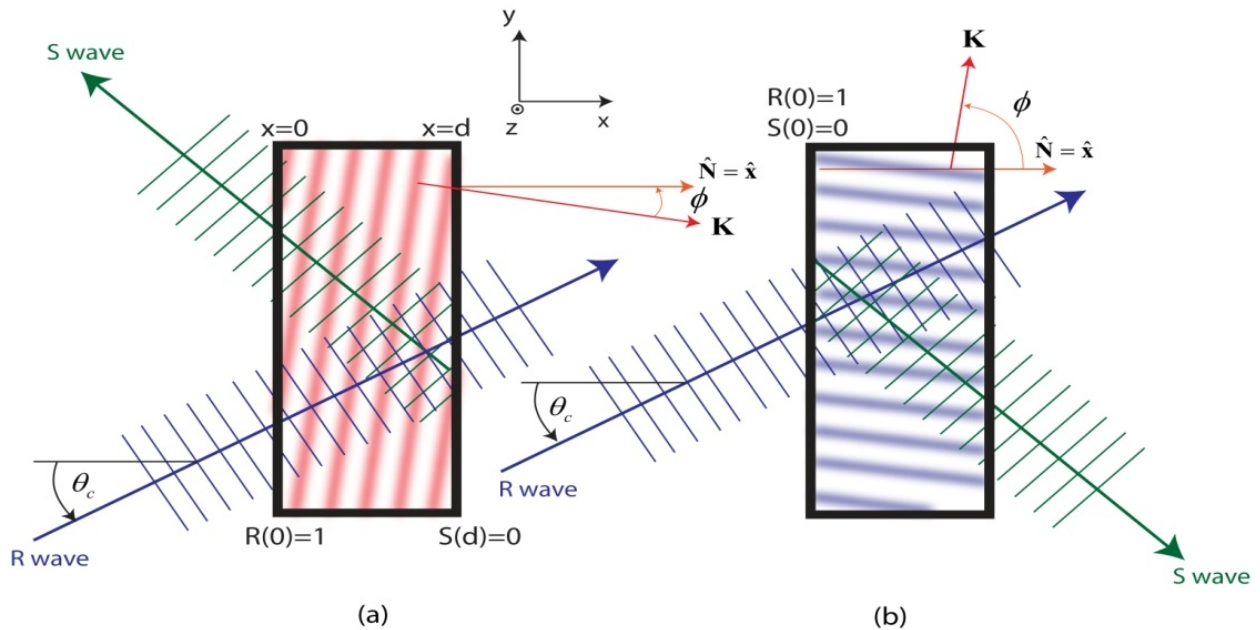 S wave
y
x
z
x=0
x=d
N̂ = x̂
ϕ
K
θc
R wave
R(0)=1
S(d)=0
(a)
K
ϕ
R(0)=1
S(0)=0
N̂ = x̂
θc
R wave
S wave
(b)